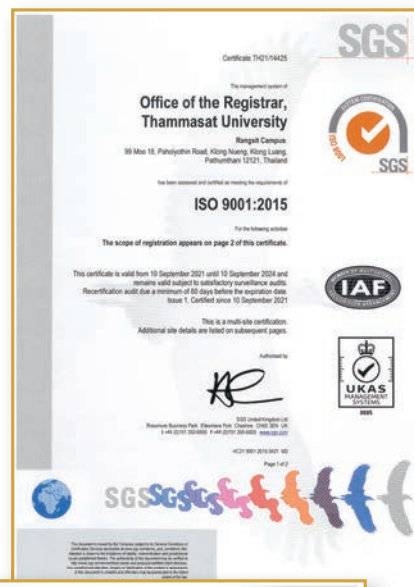 SGS
Certificate TH21/14425
The management system of
Office of the Registrar,
Thammasat University
Rangsit Campus:
99 Moo 18, Paholyothin Road, Klong Nueng, Klong Luang,
Pathumthani 12121, Thailand
has been assessed and certified as meeting the requirements of
ISO 9001:2015
For the following activities
The scope of registration appears on page 2 of this certificate.
This certificate is valid from 10 September 2021 until 10 September 2024 and
remains valid subject to satisfactory surveillance audits.
Recertification audit due a minimum of 60 days before the expiration date.
Issue 1. Certified since 10 September 2021
This is a multi-site certification.
Additional site details are listed on subsequent pages.
Authorised by
SGS United Kingdom Ltd
Rossmore Business Park Ellesmere Port Cheshire CH65 3EN UK
www.sgs.com
Page 1 of 2
SYSTEM CERTIFICATION
ISO 9001
SGS
IAF
UKAS
MANAGEMENT
SYSTEMS
0005
SGSSGSSGS